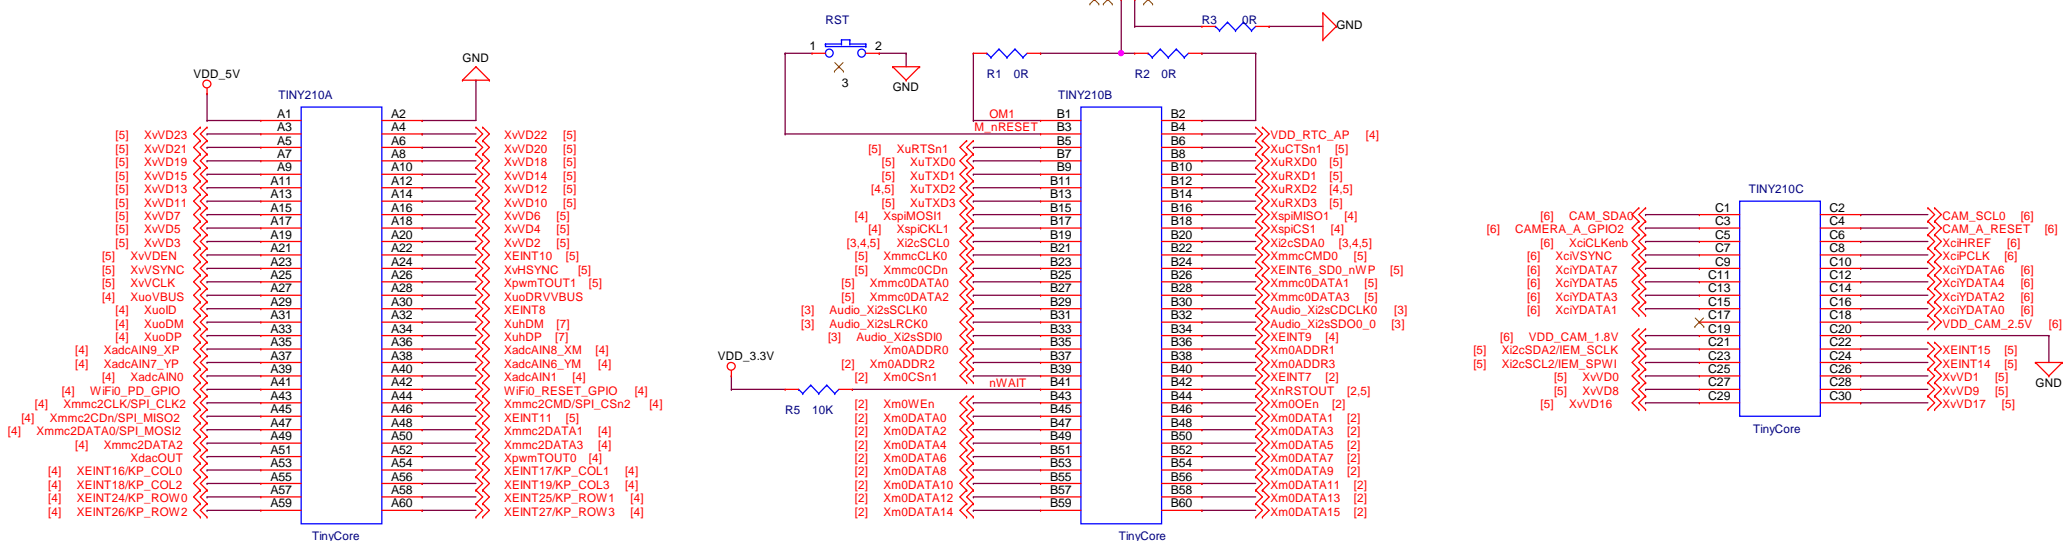 RST
R3 0R
GND
1 2
3
GND
R1 0R
R2 0R
VDD_5V
GND
TINY210A
A1 A2
[5] XvVD23 A3 A4 XvVD22 [5]
[5] XvVD21 A5 A6 XvVD20 [5]
[5] XvVD19 A7 A8 XvVD18 [5]
[5] XvVD15 A9 A10 XvVD14 [5]
[5] XvVD13 A11 A12 XvVD12 [5]
[5] XvVD11 A13 A14 XvVD10 [5]
[5] XvVD7 A15 A16 XvVD6 [5]
[5] XvVD5 A17 A18 XvVD4 [5]
[5] XvVD3 A19 A20 XvVD2 [5]
[5] XvVDEN A21 A22 XEINT10 [5]
[5] XvVSYNC A23 A24 XvHSYNC [5]
[5] XvVCLK A25 A26 XpwmTOUT1 [5]
[4] XuoVBUS A27 A28 XuoDRVVBUS
[4] XuoID A29 A30 XEINT8
[4] XuoDM A31 A32 XuhDM [7]
[4] XuoDP A33 A34 XuhDP [7]
[4] XadcAIN9_XP A35 A36 XadcAIN8_XM [4]
[4] XadcAIN7_YP A37 A38 XadcAIN6_YM [4]
[4] XadcAIN0 A39 A40 XadcAIN1 [4]
[4] WiFi0_PD_GPIO A41 A42 WiFi0_RESET_GPIO [4]
[4] Xmmc2CLK/SPI_CLK2 A43 A44 Xmmc2CMD/SPI_CSn2 [4]
[4] Xmmc2CDn/SPI_MISO2 A45 A46 XEINT11 [5]
[4] Xmmc2DATA0/SPI_MOSI2 A47 A48 Xmmc2DATA1 [4]
[4] Xmmc2DATA2 A49 A50 Xmmc2DATA3 [4]
XdacOUT A51 A52 XpwmTOUT0 [4]
[4] XEINT16/KP_COL0 A53 A54 XEINT17/KP_COL1 [4]
[4] XEINT18/KP_COL2 A55 A56 XEINT19/KP_COL3 [4]
[4] XEINT24/KP_ROW0 A57 A58 XEINT25/KP_ROW1 [4]
[4] XEINT26/KP_ROW2 A59 A60 XEINT27/KP_ROW3 [4]
TinyCore
TINY210B
OM1 B1 B2
M_nRESET B3 B4 VDD_RTC_AP [4]
[5] XuRTSn1 B5 B6 XuCTSn1 [5]
[5] XuTXD0 B7 B8 XuRXD0 [5]
[5] XuTXD1 B9 B10 XuRXD1 [5]
[4,5] XuTXD2 B11 B12 XuRXD2 [4,5]
[5] XuTXD3 B13 B14 XuRXD3 [5]
[4] XspiMOSI1 B15 B16 XspiMISO1 [4]
[4] XspiCKL1 B17 B18 XspiCS1 [4]
[3,4,5] Xi2cSCL0 B19 B20 Xi2cSDA0 [3,4,5]
[5] XmmcCLK0 B21 B22 XmmcCMD0 [5]
[5] Xmmc0CDn B23 B24 XEINT6_SD0_nWP [5]
[5] Xmmc0DATA0 B25 B26 Xmmc0DATA1 [5]
[5] Xmmc0DATA2 B27 B28 Xmmc0DATA3 [5]
[3] Audio_Xi2sSCLK0 B29 B30 Audio_Xi2sCDCLK0 [3]
[3] Audio_Xi2sLRCK0 B31 B32 Audio_Xi2sSDO0_0 [3]
[3] Audio_Xi2sSDI0 B33 B34 XEINT9 [4]
Xm0ADDR0 B35 B36 Xm0ADDR1
[2] Xm0ADDR2 B37 B38 Xm0ADDR3
[2] Xm0CSn1 B39 B40 XEINT7 [2]
VDD_3.3V
R5 10K
nWAIT B41 B42 XnRSTOUT [2,5]
[2] Xm0WEn B43 B44 Xm0OEn [2]
[2] Xm0DATA0 B45 B46 Xm0DATA1 [2]
[2] Xm0DATA2 B47 B48 Xm0DATA3 [2]
[2] Xm0DATA4 B49 B50 Xm0DATA5 [2]
[2] Xm0DATA6 B51 B52 Xm0DATA7 [2]
[2] Xm0DATA8 B53 B54 Xm0DATA9 [2]
[2] Xm0DATA10 B55 B56 Xm0DATA11 [2]
[2] Xm0DATA12 B57 B58 Xm0DATA13 [2]
[2] Xm0DATA14 B59 B60 Xm0DATA15 [2]
TinyCore
TINY210C
[6] CAM_SDA0 C1 C2 CAM_SCL0 [6]
[6] CAMERA_A_GPIO2 C3 C4 CAM_A_RESET [6]
[6] XciCLKenb C5 C6 XciHREF [6]
[6] XciVSYNC C7 C8 XciPCLK [6]
[6] XciYDATA7 C9 C10 XciYDATA6 [6]
[6] XciYDATA5 C11 C12 XciYDATA4 [6]
[6] XciYDATA3 C13 C14 XciYDATA2 [6]
[6] XciYDATA1 C15 C16 XciYDATA0 [6]
C17 C18 VDD_CAM_2.5V [6]
[6] VDD_CAM_1.8V C19 C20
[5] Xi2cSDA2/IEM_SCLK C21 C22 XEINT15 [5]
[5] Xi2cSCL2/IEM_SPWI C23 C24 XEINT14 [5]
[5] XvVD0 C25 C26 XvVD1 [5]
[5] XvVD8 C27 C28 XvVD9 [5]
[5] XvVD16 C29 C30 XvVD17 [5]
GND
TinyCore